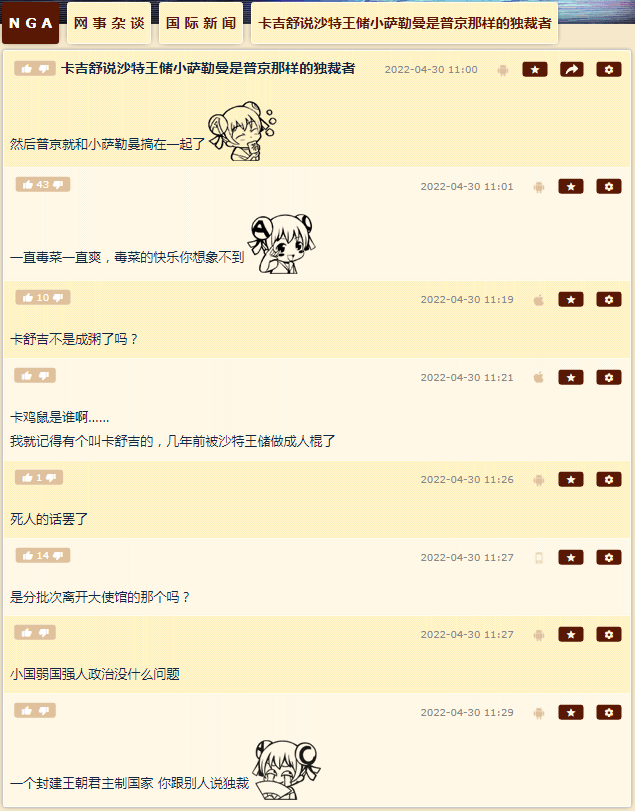 NGA 网事杂谈 国际新闻 卡吉舒说沙特王储小萨勒曼是普京那样的独裁者
卡吉舒说沙特王储小萨勒曼是普京那样的独裁者 2022-04-30 11:00
然后普京就和小萨勒曼搞在一起了
43 2022-04-30 11:01
一直毒菜一直爽，毒菜的快乐你想象不到
10 2022-04-30 11:19
卡舒吉不是成粥了吗？
2022-04-30 11:21
卡鸡鼠是谁啊……
我就记得有个叫卡舒吉的，几年前被沙特王储做成人棍了
1 2022-04-30 11:26
死人的话罢了
14 2022-04-30 11:27
是分批次离开大使馆的那个吗？
2022-04-30 11:27
小国弱国强人政治没什么问题
2022-04-30 11:29
一个封建王朝君主制国家 你跟别人说独裁